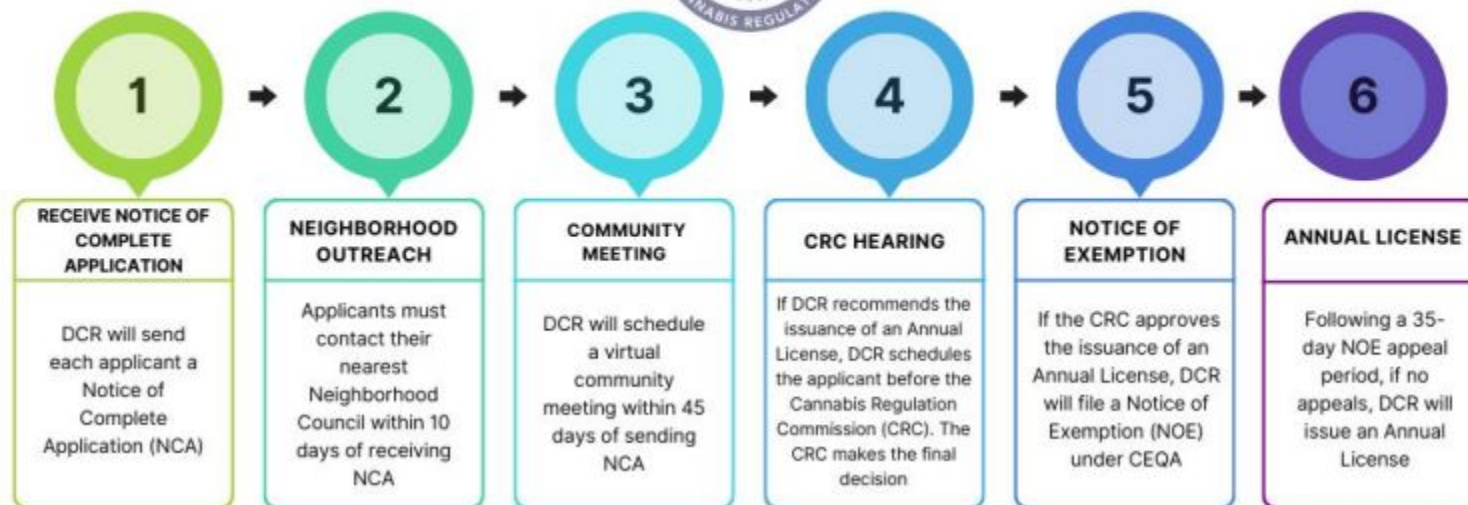 CANNABIS REGULATION
1
2
3
4
5
6
RECEIVE NOTICE OF
COMPLETE
APPLICATION
DCR will send
each applicant a
Notice of
Complete
Application (NCA)
NEIGHBORHOOD
OUTREACH
Applicants must
contact their
nearest
Neighborhood
Council within 10
days of receiving
NCA
COMMUNITY
MEETING
DCR will schedule
a virtual
community
meeting within 45
days of sending
NCA
CRC HEARING
If DCR recommends the
issuance of an Annual
License, DCR schedules
the applicant before the
Cannabis Regulation
Commission (CRC). The
CRC makes the final
decision
NOTICE OF
EXEMPTION
If the CRC approves
the issuance of an
Annual License, DCR
will file a Notice of
Exemption (NOE)
under CEQA
ANNUAL LICENSE
Following a 35-
day NOE appeal
period, if no
appeals, DCR will
issue an Annual
License